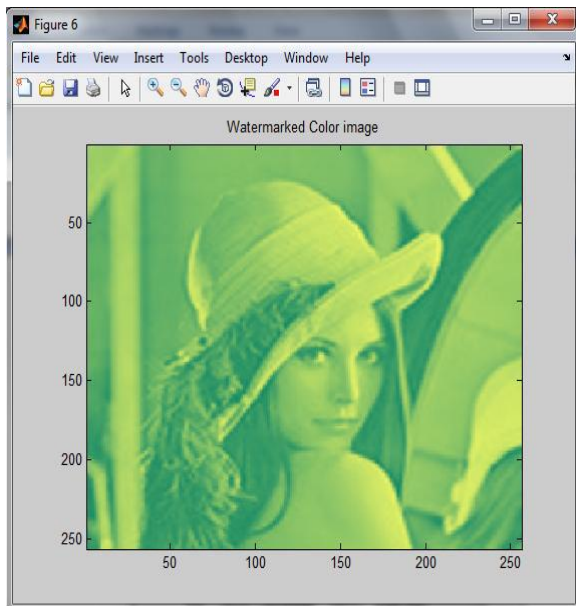 Figure 6
File Edit View Insert Tools Desktop Window Help
Watermarked Color image
50
100
150
200
250
50 100 150 200 250